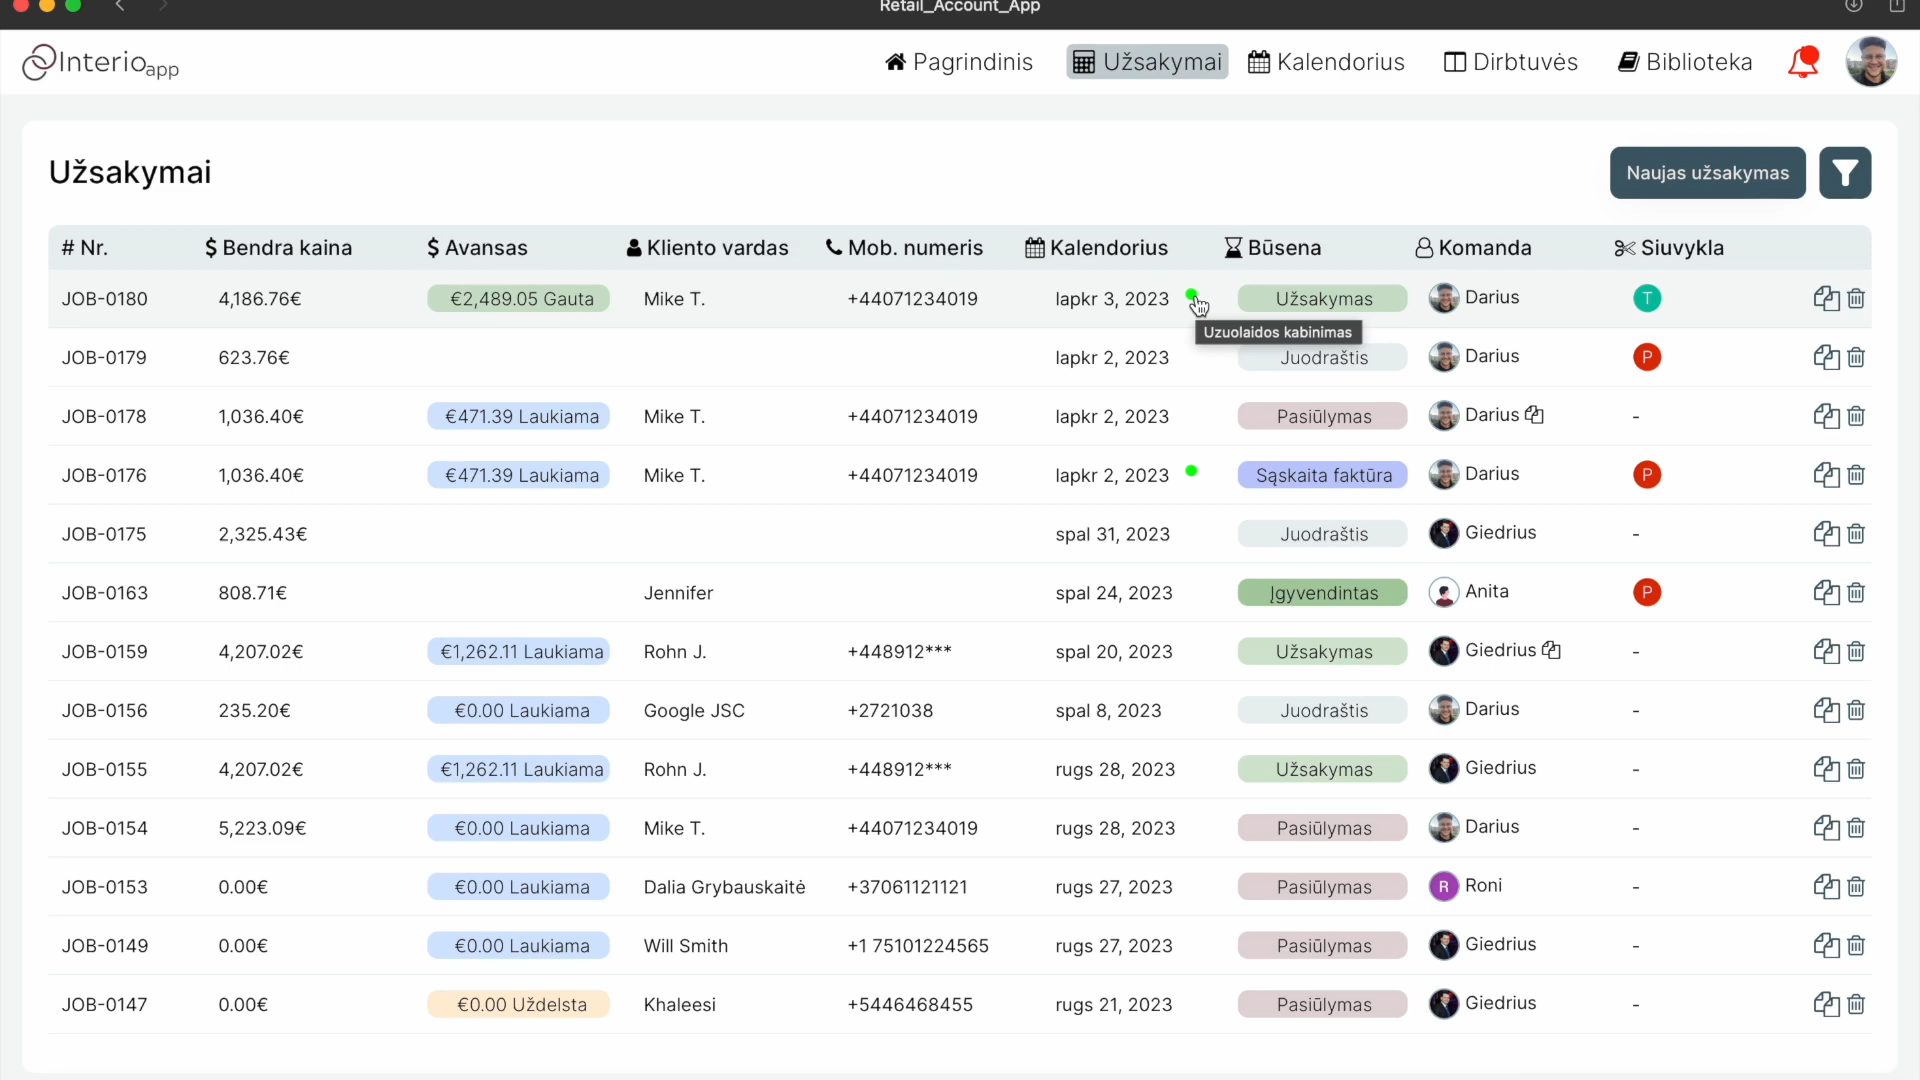 Retail_Account_App
Interioapp
Pagrindinis
Užsakymai
Kalendorius
Dirbtuvės
Biblioteka
Užsakymai
Naujas užsakymas
# Nr. $ Bendra kaina $ Avansas Kliento vardas Mob. numeris Kalendorius Būsena Komanda Siuvykla
JOB-0180 4,186.76€ €2,489.05 Gauta Mike T. +44071234019 lapkr 3, 2023 Užsakymas Darius T
Uzuolaidos kabinimas
JOB-0179 623.76€ lapkr 2, 2023 Juodraštis Darius P
JOB-0178 1,036.40€ €471.39 Laukiama Mike T. +44071234019 lapkr 2, 2023 Pasiūlymas Darius -
JOB-0176 1,036.40€ €471.39 Laukiama Mike T. +44071234019 lapkr 2, 2023 Sąskaita faktūra Darius P
JOB-0175 2,325.43€ spal 31, 2023 Juodraštis Giedrius -
JOB-0163 808.71€ Jennifer spal 24, 2023 Įgyvendintas Anita P
JOB-0159 4,207.02€ €1,262.11 Laukiama Rohn J. +448912*** spal 20, 2023 Užsakymas Giedrius -
JOB-0156 235.20€ €0.00 Laukiama Google JSC +2721038 spal 8, 2023 Juodraštis Darius -
JOB-0155 4,207.02€ €1,262.11 Laukiama Rohn J. +448912*** rugs 28, 2023 Užsakymas Giedrius -
JOB-0154 5,223.09€ €0.00 Laukiama Mike T. +44071234019 rugs 28, 2023 Pasiūlymas Darius -
JOB-0153 0.00€ €0.00 Laukiama Dalia Grybauskaitė +37061121121 rugs 27, 2023 Pasiūlymas R Roni -
JOB-0149 0.00€ €0.00 Laukiama Will Smith +1 75101224565 rugs 27, 2023 Pasiūlymas Giedrius -
JOB-0147 0.00€ €0.00 Uždelsta Khaleesi +5446468455 rugs 21, 2023 Pasiūlymas Giedrius -